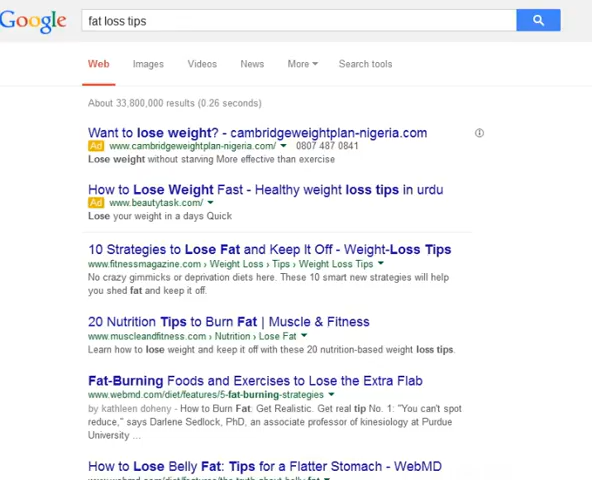 Google
fat loss tips
Web Images Videos News More Search tools
About 33,800,000 results (0.26 seconds)
Want to lose weight? - cambridgeweightplan-nigeria.com
Ad www.cambridgeweightplan-nigeria.com/ 0807 487 0841
Lose weight without starving More effective than exercise
How to Lose Weight Fast - Healthy weight loss tips in urdu
Ad www.beautytask.com/
Lose your weight in a days Quick
10 Strategies to Lose Fat and Keep It Off - Weight-Loss Tips
www.fitnessmagazine.com › Weight Loss › Tips › Weight Loss Tips
No crazy gimmicks or deprivation diets here. These 10 smart new strategies will help
you shed fat and keep it off.
20 Nutrition Tips to Burn Fat | Muscle & Fitness
www.muscleandfitness.com › Nutrition › Lose Fat
Learn how to lose weight and keep it off with these 20 nutrition-based weight loss tips.
Fat-Burning Foods and Exercises to Lose the Extra Flab
www.webmd.com/diet/features/5-fat-burning-strategies
by kathleen doheny - How to Burn Fat: Get Realistic. Get real tip No. 1: "You can't spot
reduce," says Darlene Sedlock, PhD, an associate professor of kinesiology at Purdue
University ...
How to Lose Belly Fat: Tips for a Flatter Stomach - WebMD
www.webmd.com/diet/features/the-truth-about-belly-fat